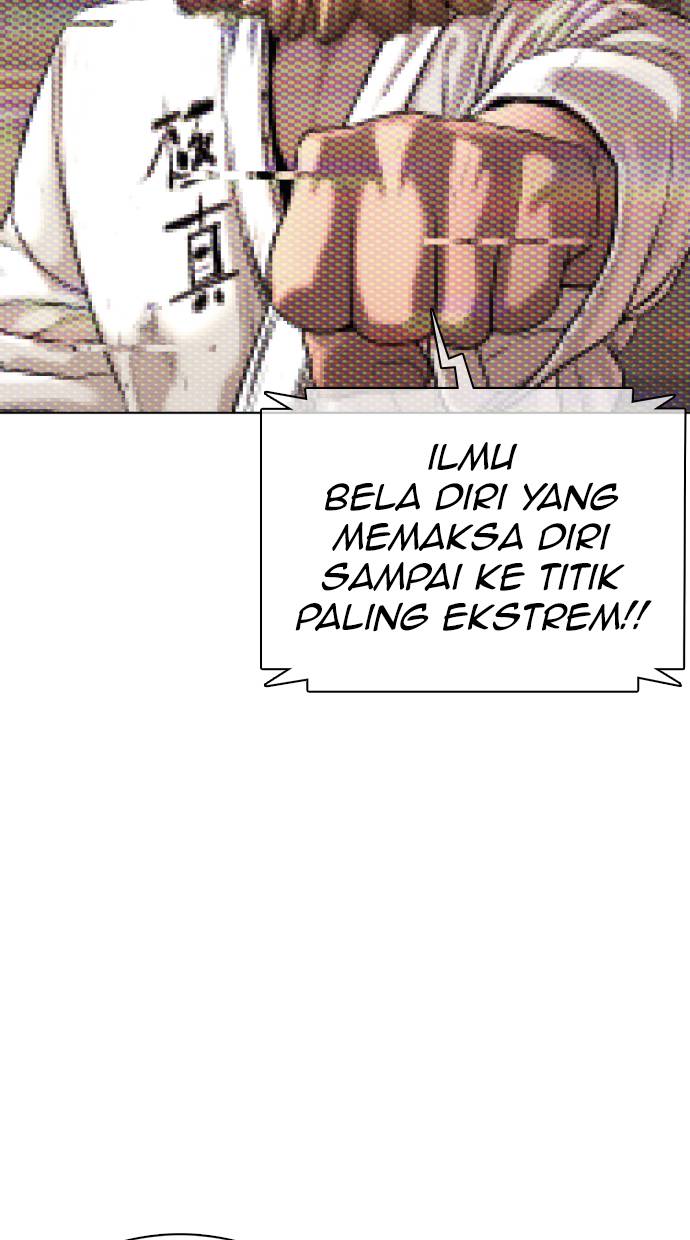 極
真
ILMU
BELA DIRI YANG
MEMAKSA DIRI
SAMPAI KE TITIK
PALING EKSTREM!!